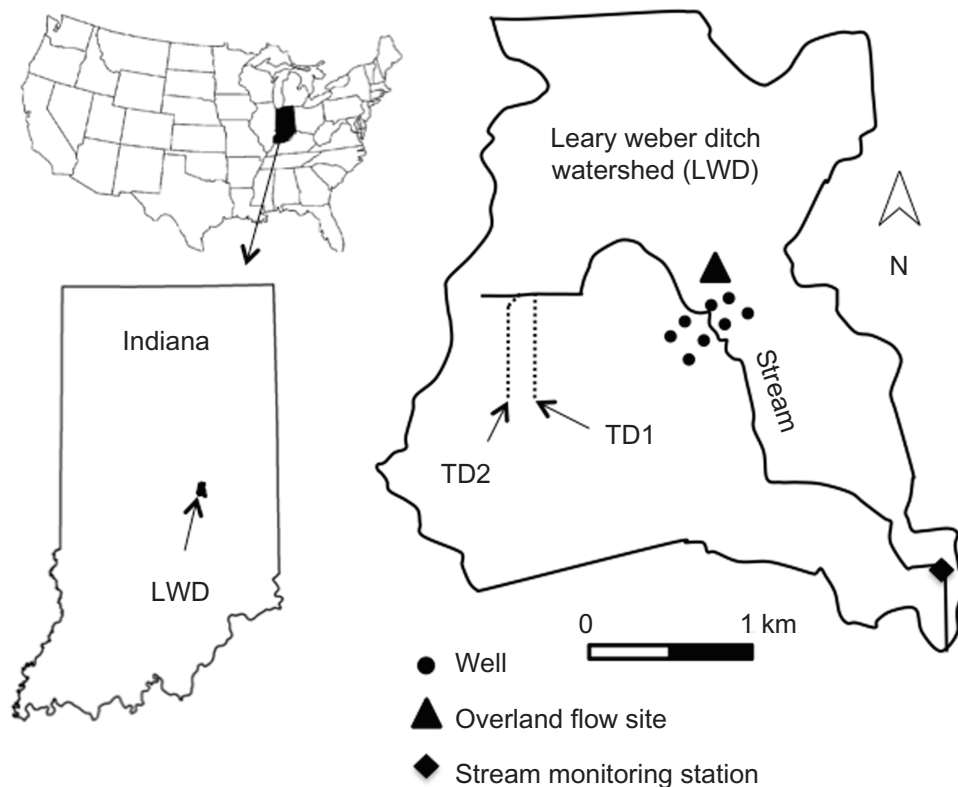 Leary weber ditch
watershed (LWD)
N
Indiana
Stream
TD1
TD2
LWD
0 1 km
Well
Overland flow site
Stream monitoring station